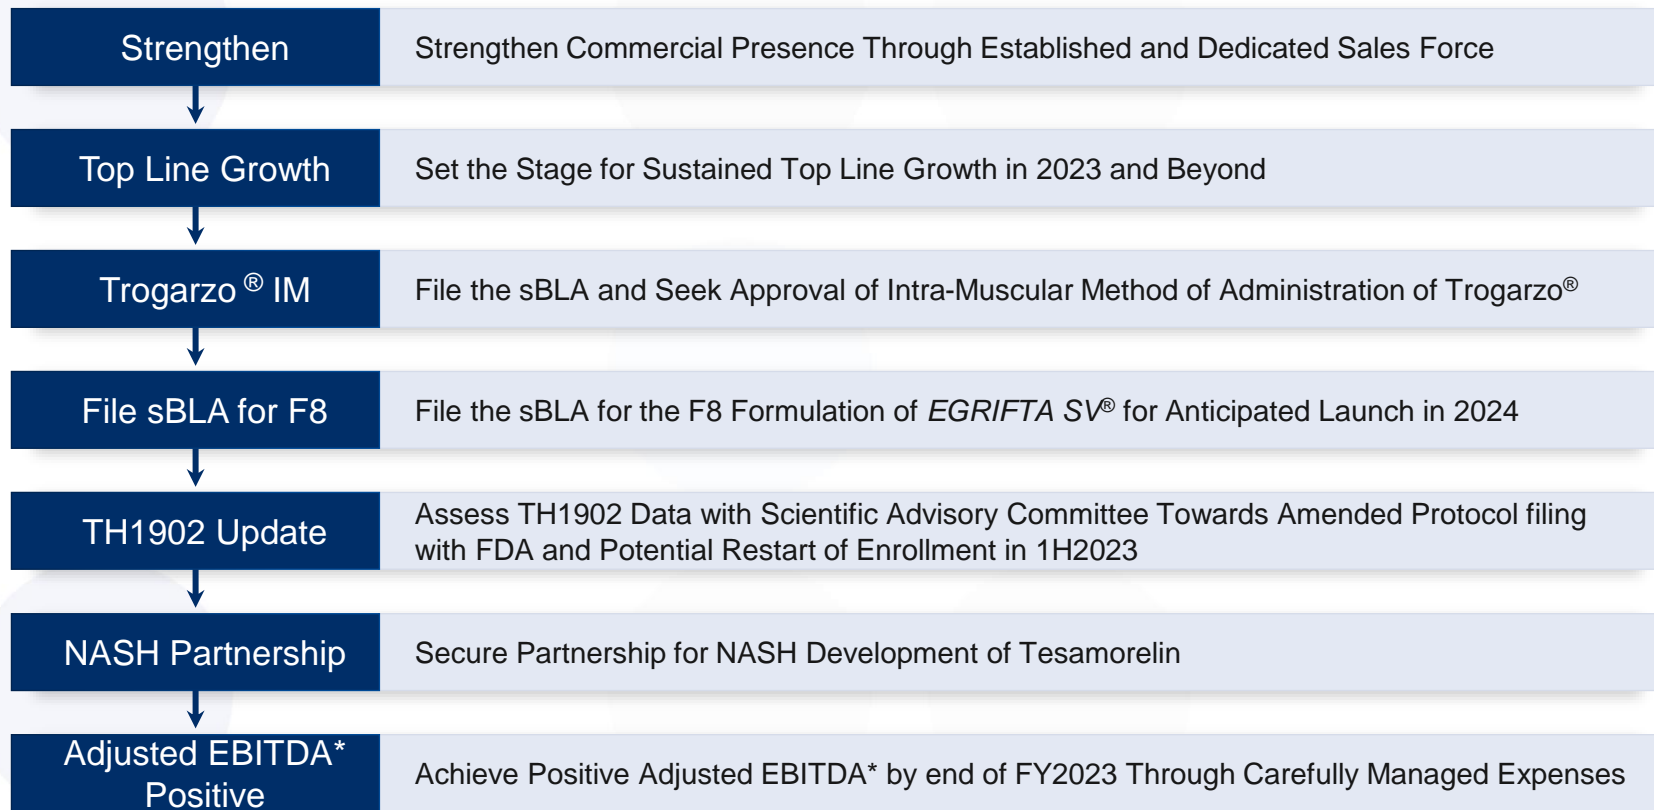 Strengthen
Strengthen Commercial Presence Through Established and Dedicated Sales Force
Top Line Growth
Set the Stage for Sustained Top Line Growth in 2023 and Beyond
Trogarzo ® IM
File the sBLA and Seek Approval of Intra-Muscular Method of Administration of Trogarzo®
File sBLA for F8
File the sBLA for the F8 Formulation of EGRIFTA SV® for Anticipated Launch in 2024
TH1902 Update
Assess TH1902 Data with Scientific Advisory Committee Towards Amended Protocol filing
with FDA and Potential Restart of Enrollment in 1H2023
NASH Partnership
Secure Partnership for NASH Development of Tesamorelin
Adjusted EBITDA*
Positive
Achieve Positive Adjusted EBITDA* by end of FY2023 Through Carefully Managed Expenses